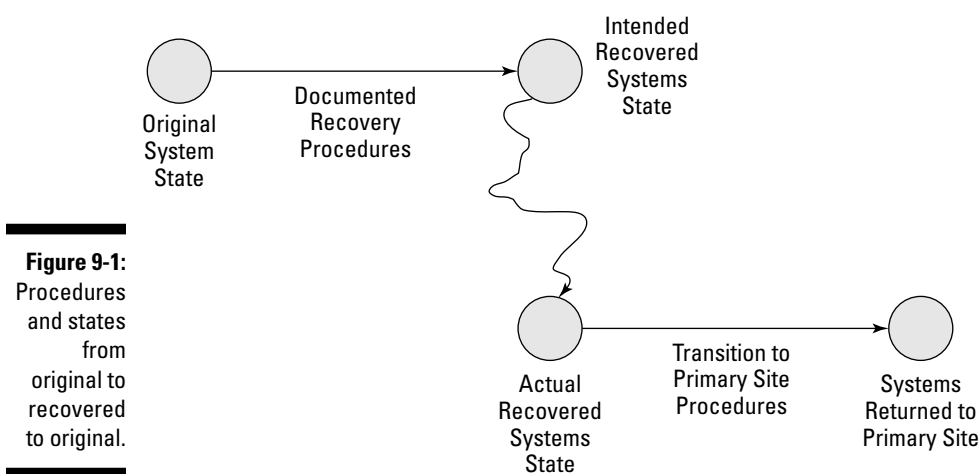 Intended
Recovered
Systems
State
Documented
Recovery
Procedures
Original
System
State
Figure 9-1:
Procedures
and states
from
original to
recovered
to original.
Transition to
Primary Site
Procedures
Actual
Recovered
Systems
State
Systems
Returned to
Primary Site